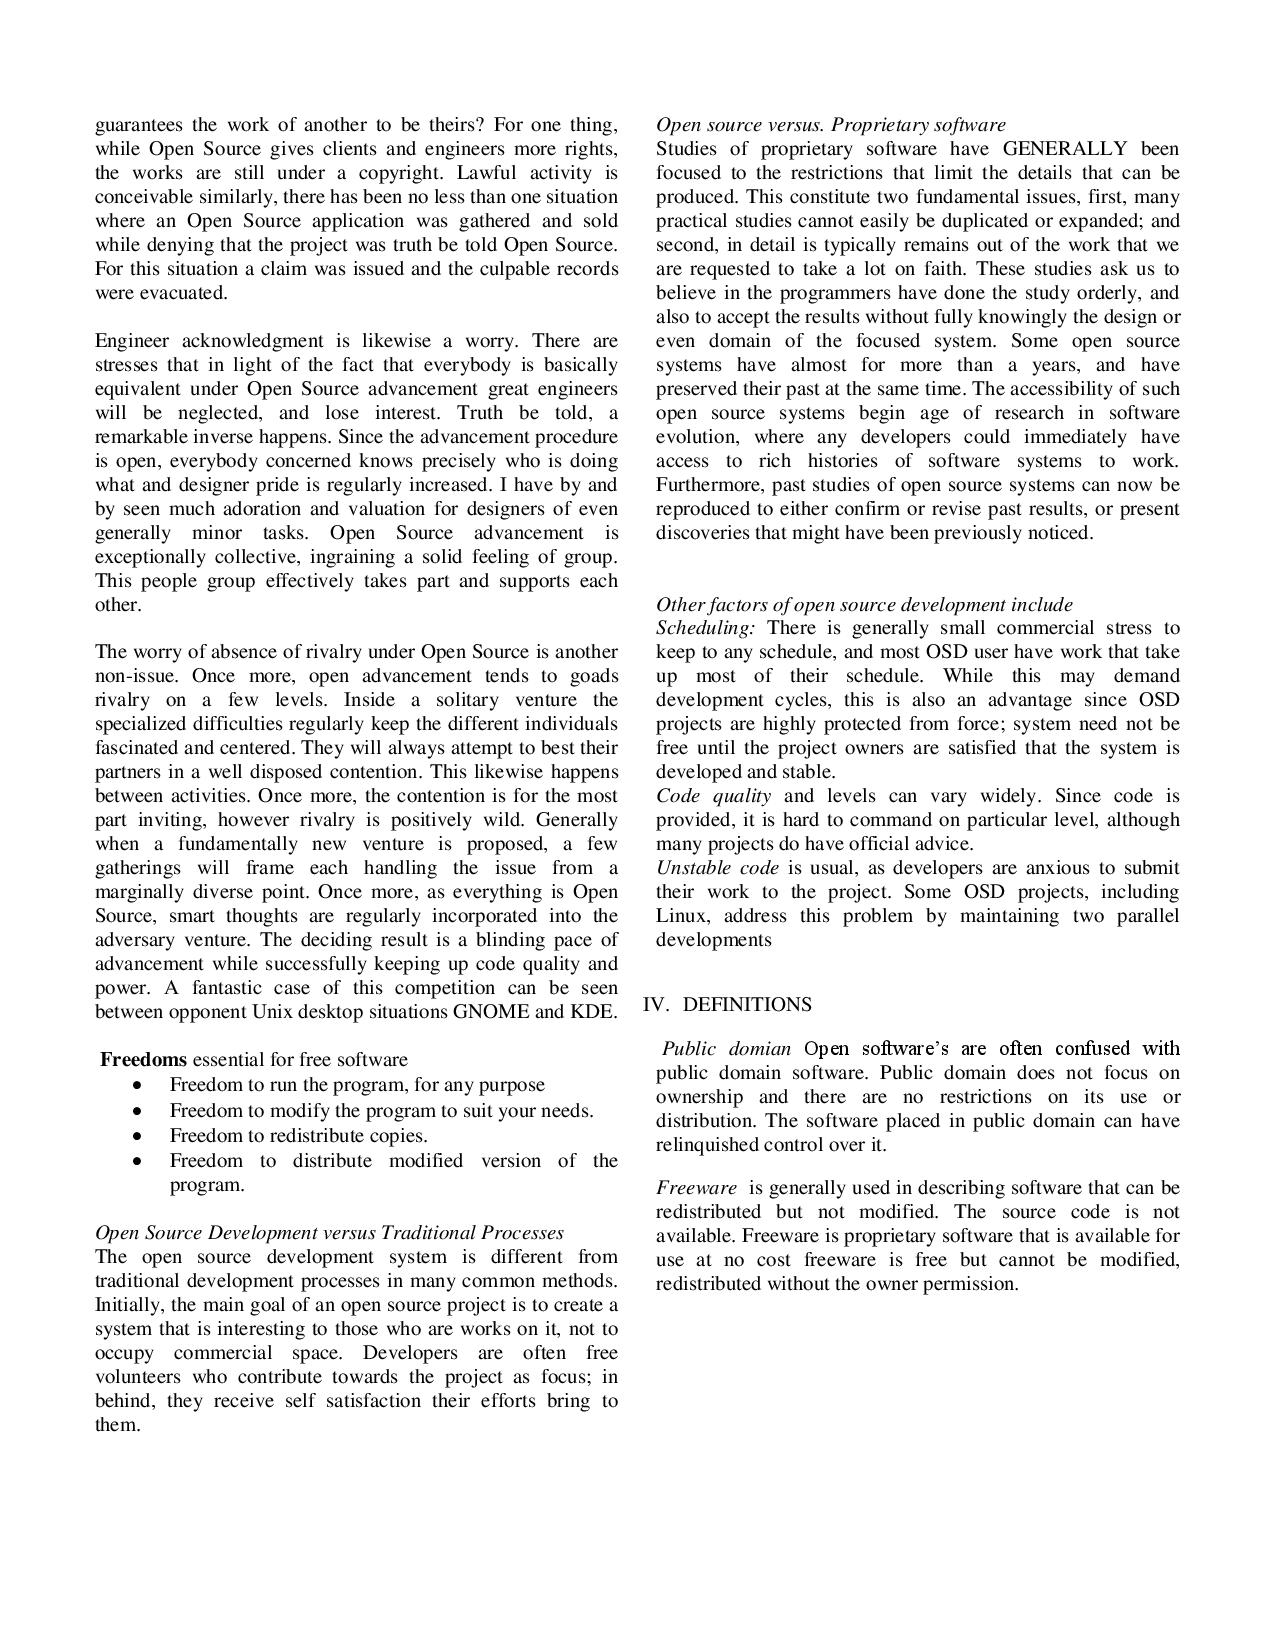 guarantees the work of another to be theirs? For one thing,
while Open Source gives clients and engineers more rights,
the works are still under a copyright. Lawful activity is
conceivable similarly, there has been no less than one situation
where an Open Source application was gathered and sold
while denying that the project was truth be told Open Source.
For this situation a claim was issued and the culpable records
were evacuated.
Engineer acknowledgment is likewise a worry. There are
stresses that in light of the fact that everybody is basically
equivalent under Open Source advancement great engineers
will be neglected, and lose interest. Truth be told, a
remarkable inverse happens. Since the advancement procedure
is open, everybody concerned knows precisely who is doing
what and designer pride is regularly increased. I have by and
by seen much adoration and valuation for designers of even
generally minor tasks. Open Source advancement is
exceptionally collective, ingraining a solid feeling of group.
This people group effectively takes part and supports each
other.
The worry of absence of rivalry under Open Source is another
non-issue. Once more, open advancement tends to goads
rivalry on a few levels. Inside a solitary venture the
specialized difficulties regularly keep the different individuals
fascinated and centered. They will always attempt to best their
partners in a well disposed contention. This likewise happens
between activities. Once more, the contention is for the most
part inviting, however rivalry is positively wild. Generally
when a fundamentally new venture is proposed, a few
gatherings will frame each handling the issue from a
marginally diverse point. Once more, as everything is Open
Source, smart thoughts are regularly incorporated into the
adversary venture. The deciding result is a blinding pace of
advancement while successfully keeping up code quality and
power. A fantastic case of this competition can be seen
between opponent Unix desktop situations GNOME and KDE.
Freedoms essential for free software
• Freedom to run the program, for any purpose
• Freedom to modify the program to suit your needs.
• Freedom to redistribute copies.
• Freedom to distribute modified version of the
program.
Open Source Development versus Traditional Processes
The open source development system is different from
traditional development processes in many common methods.
Initially, the main goal of an open source project is to create a
system that is interesting to those who are works on it, not to
occupy commercial space. Developers are often free
volunteers who contribute towards the project as focus; in
behind, they receive self satisfaction their efforts bring to
them.
Open source versus. Proprietary software
Studies of proprietary software have GENERALLY been
focused to the restrictions that limit the details that can be
produced. This constitute two fundamental issues, first, many
practical studies cannot easily be duplicated or expanded; and
second, in detail is typically remains out of the work that we
are requested to take a lot on faith. These studies ask us to
believe in the programmers have done the study orderly, and
also to accept the results without fully knowingly the design or
even domain of the focused system. Some open source
systems have almost for more than a years, and have
preserved their past at the same time. The accessibility of such
open source systems begin age of research in software
evolution, where any developers could immediately have
access to rich histories of software systems to work.
Furthermore, past studies of open source systems can now be
reproduced to either confirm or revise past results, or present
discoveries that might have been previously noticed.
Other factors of open source development include
Scheduling: There is generally small commercial stress to
keep to any schedule, and most OSD user have work that take
up most of their schedule. While this may demand
development cycles, this is also an advantage since OSD
projects are highly protected from force; system need not be
free until the project owners are satisfied that the system is
developed and stable.
Code quality and levels can vary widely. Since code is
provided, it is hard to command on particular level, although
many projects do have official advice.
Unstable code is usual, as developers are anxious to submit
their work to the project. Some OSD projects, including
Linux, address this problem by maintaining two parallel
developments
IV. DEFINITIONS
Public domian Open software’s are often confused with
public domain software. Public domain does not focus on
ownership and there are no restrictions on its use or
distribution. The software placed in public domain can have
relinquished control over it.
Freeware is generally used in describing software that can be
redistributed but not modified. The source code is not
available. Freeware is proprietary software that is available for
use at no cost freeware is free but cannot be modified,
redistributed without the owner permission.